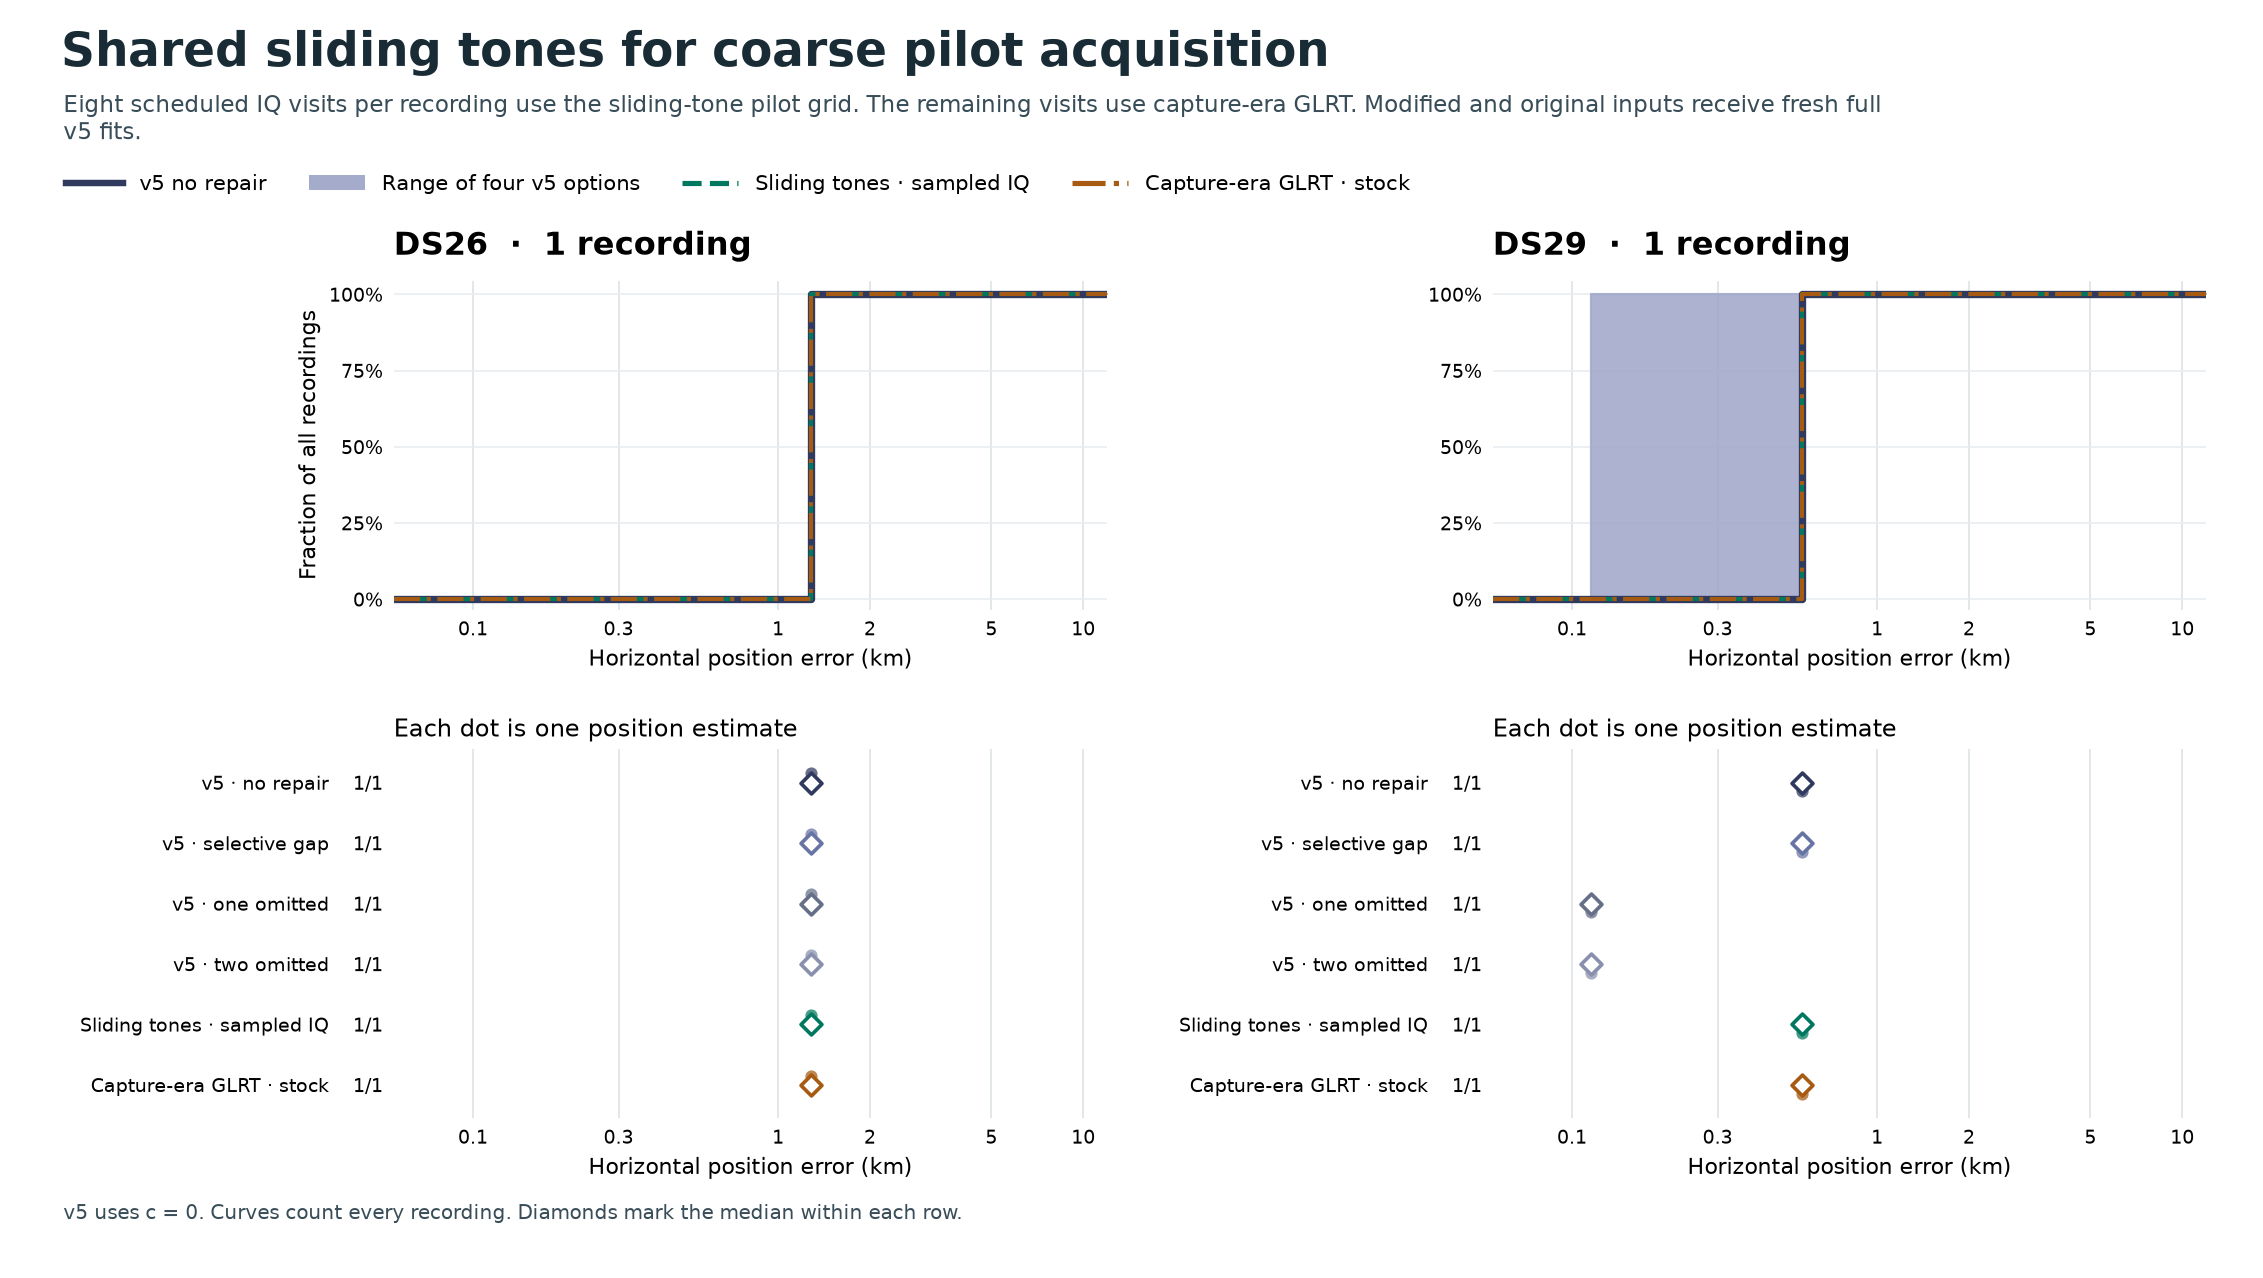 Shared sliding tones for coarse pilot acquisition
Eight scheduled IQ visits per recording use the sliding-tone pilot grid. The remaining visits use capture-era GLRT. Modified and original inputs receive fresh full
v5 fits.
v5 no repair
Range of four v5 options
Sliding tones · sampled IQ
Capture-era GLRT · stock
DS26 · 1 recording
Fraction of all recordings
100%
75%
50%
25%
0%
0.1 0.3 1 2 5 10
Horizontal position error (km)
DS29 · 1 recording
100%
75%
50%
25%
0%
0.1 0.3 1 2 5 10
Horizontal position error (km)
Each dot is one position estimate
v5 · no repair 1/1
v5 · selective gap 1/1
v5 · one omitted 1/1
v5 · two omitted 1/1
Sliding tones · sampled IQ 1/1
Capture-era GLRT · stock 1/1
0.1 0.3 1 2 5 10
Horizontal position error (km)
Each dot is one position estimate
v5 · no repair 1/1
v5 · selective gap 1/1
v5 · one omitted 1/1
v5 · two omitted 1/1
Sliding tones · sampled IQ 1/1
Capture-era GLRT · stock 1/1
0.1 0.3 1 2 5 10
Horizontal position error (km)
v5 uses c = 0. Curves count every recording. Diamonds mark the median within each row.